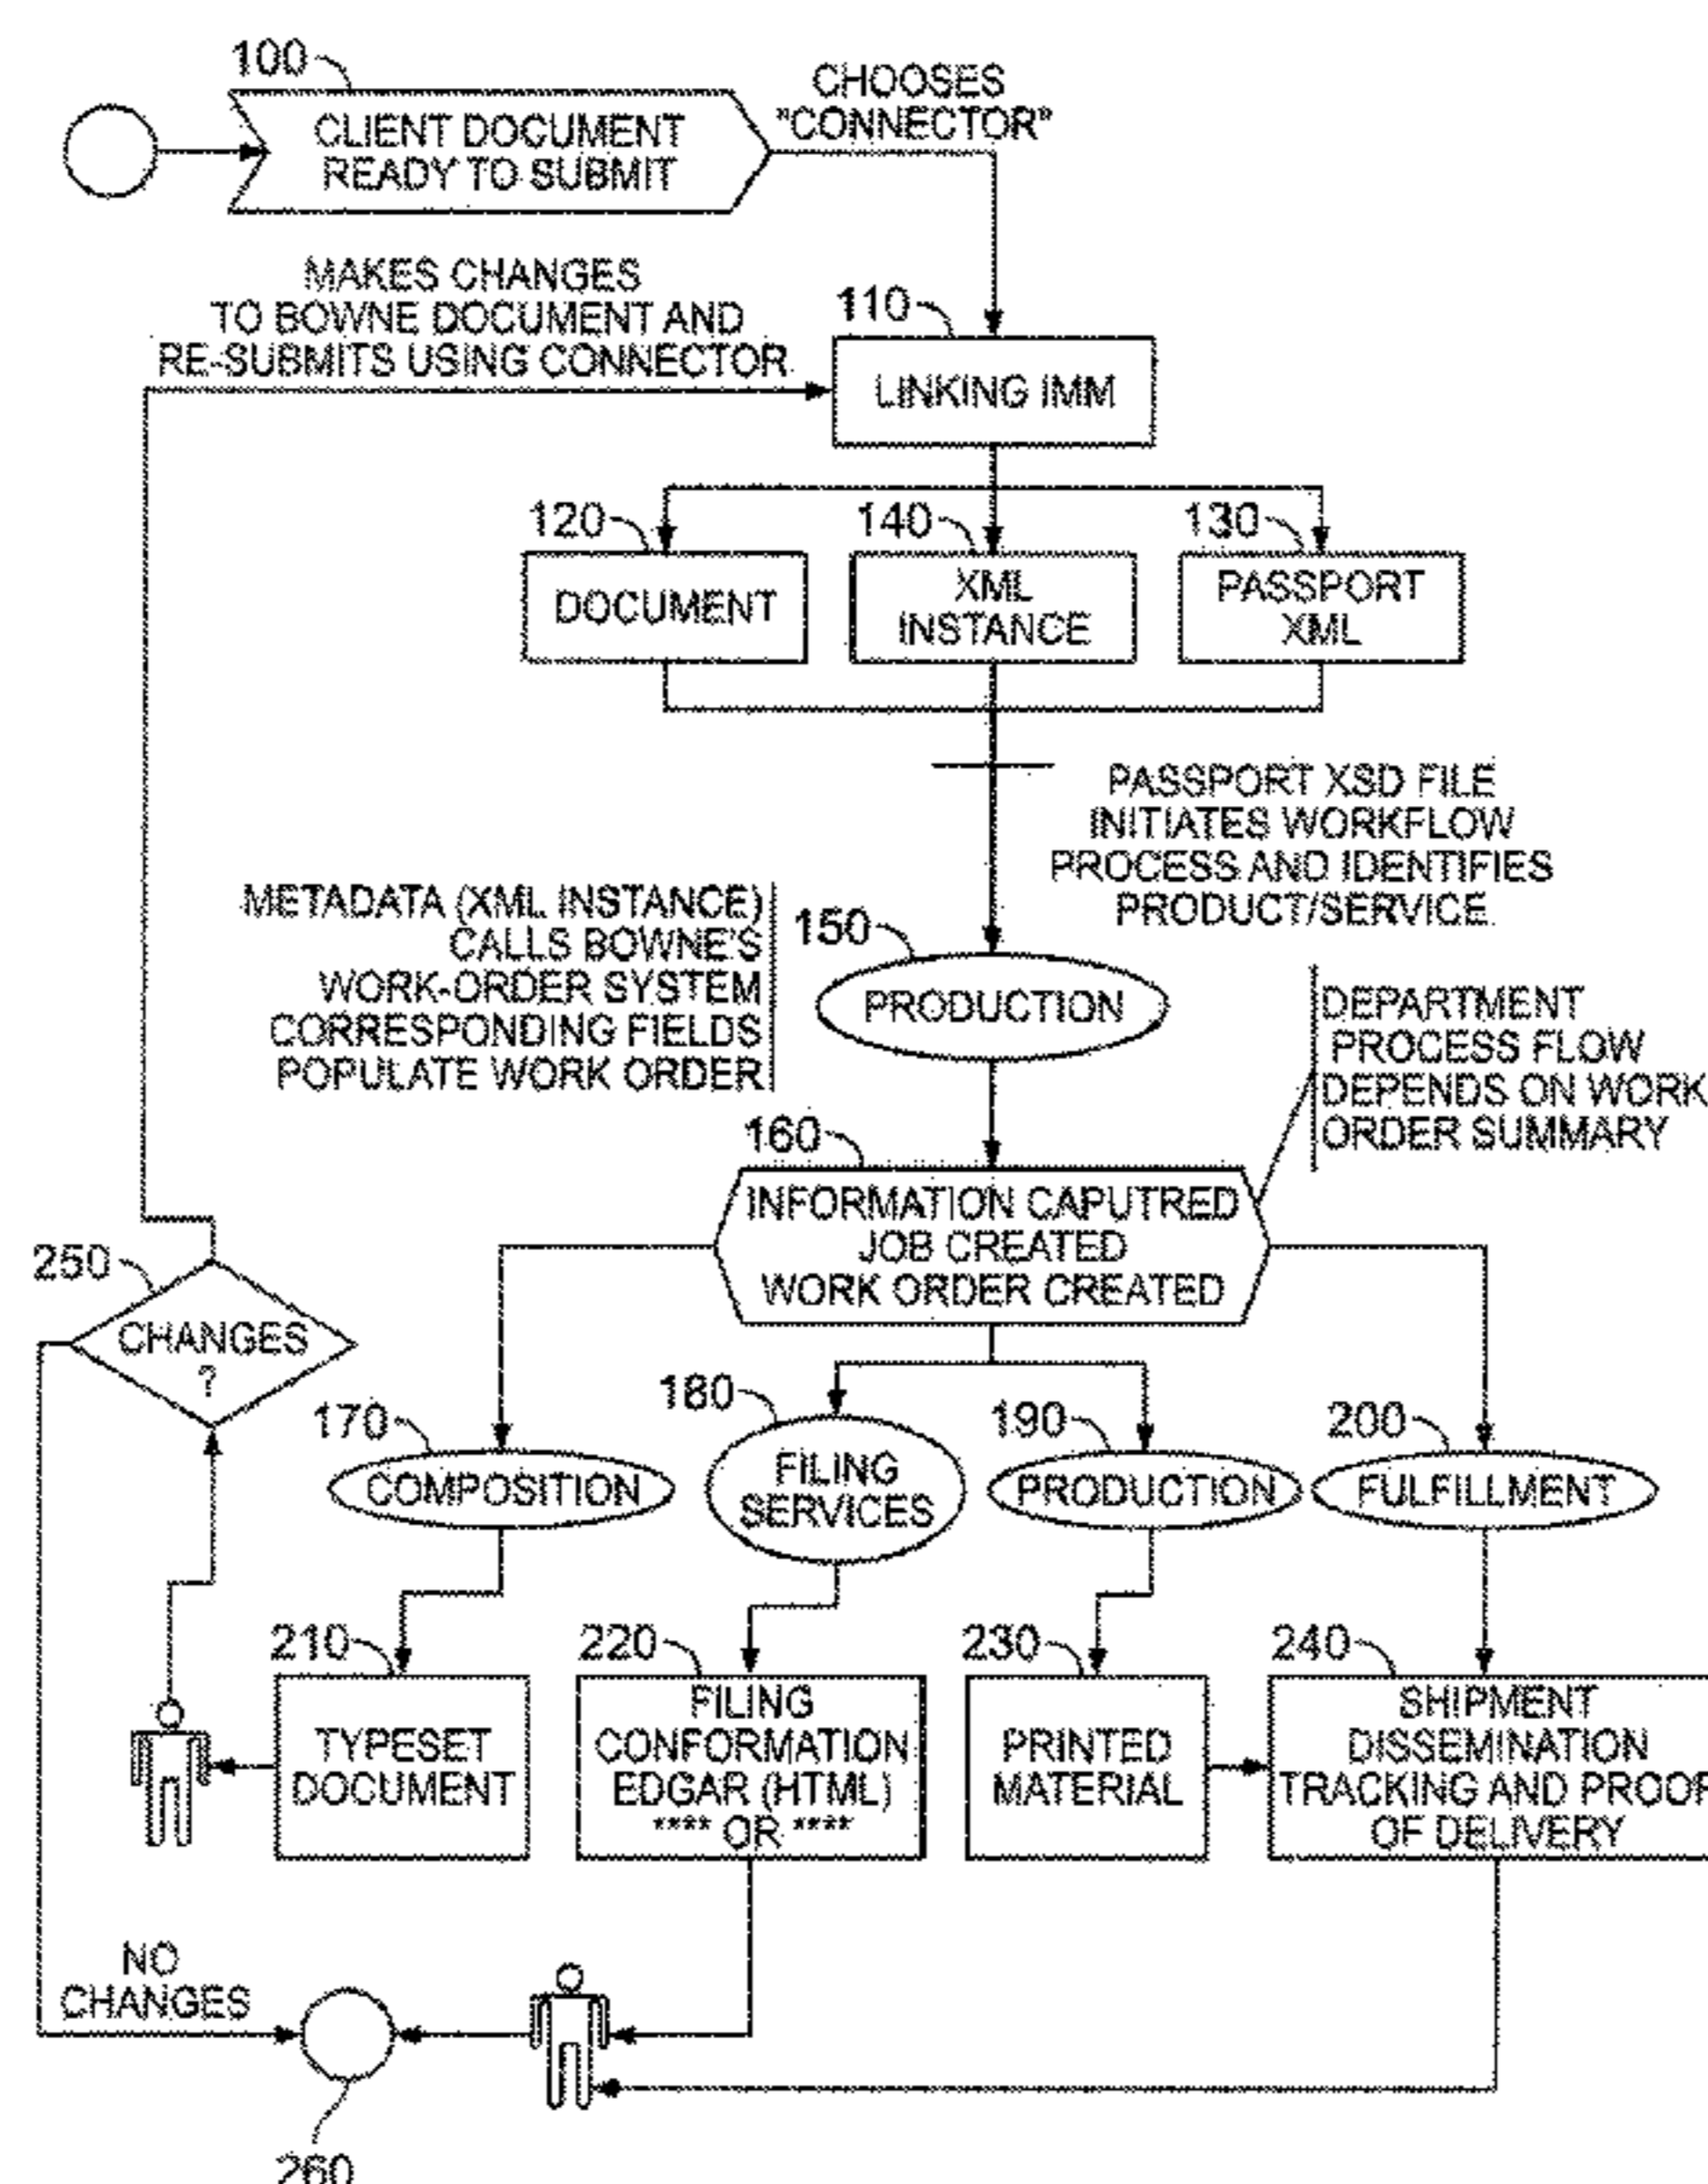 100
CLIENT DOCUMENT
READY TO SUBMIT
CHOOSES
"CONNECTOR"
MAKES CHANGES
TO BOWNE DOCUMENT AND
RE-SUBMITS USING CONNECTOR
110
LINKING IMM
120
DOCUMENT
140
XML
INSTANCE
130
PASSPORT
XML
PASSPORT XSD FILE
INITIATES WORKFLOW
PROCESS AND IDENTIFIES
PRODUCT/SERVICE.
METADATA (XML INSTANCE)
CALLS BOWNE'S
WORK-ORDER SYSTEM
CORRESPONDING FIELDS
POPULATE WORK ORDER
150
PRODUCTION
DEPARTMENT
PROCESS FLOW
DEPENDS ON WORK
ORDER SUMMARY
160
INFORMATION CAPUTRED
JOB CREATED
WORK ORDER CREATED
250
CHANGES
?
170
COMPOSITION
180
FILING
SERVICES
190
PRODUCTION
200
FULFILLMENT
210
TYPESET
DOCUMENT
220
FILING
CONFORMATION
EDGAR (HTML)
**** OR ****
230
PRINTED
MATERIAL
240
SHIPMENT
DISSEMINATION
TRACKING AND PROOF
OF DELIVERY
NO
CHANGES
260